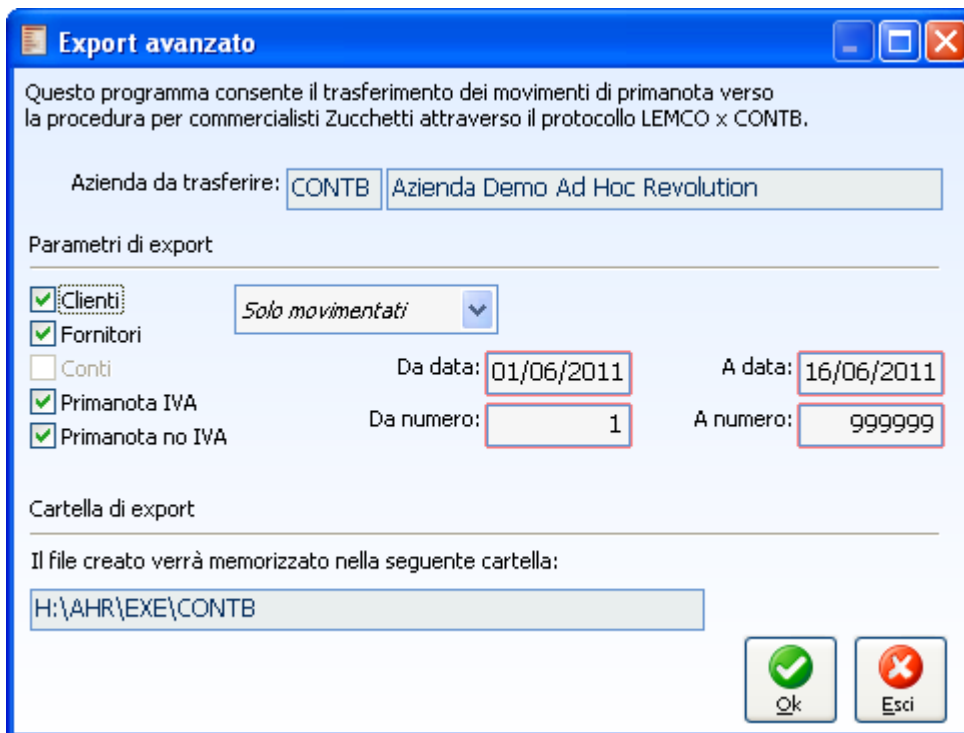 Export avanzato
Questo programma consente il trasferimento dei movimenti di primanota verso
la procedura per commercialisti Zucchetti attraverso il protocollo LEMCO x CONTB.
Azienda da trasferire: CONTB Azienda Demo Ad Hoc Revolution
Parametri di export
Clienti Solo movimentati
Fornitori
Conti Da data: 01/06/2011 A data: 16/06/2011
Primanota IVA Da numero: 1 A numero: 999999
Primanota no IVA
Cartella di export
Il file creato verrà memorizzato nella seguente cartella:
H:\AHR\EXE\CONTB
Ok Esci